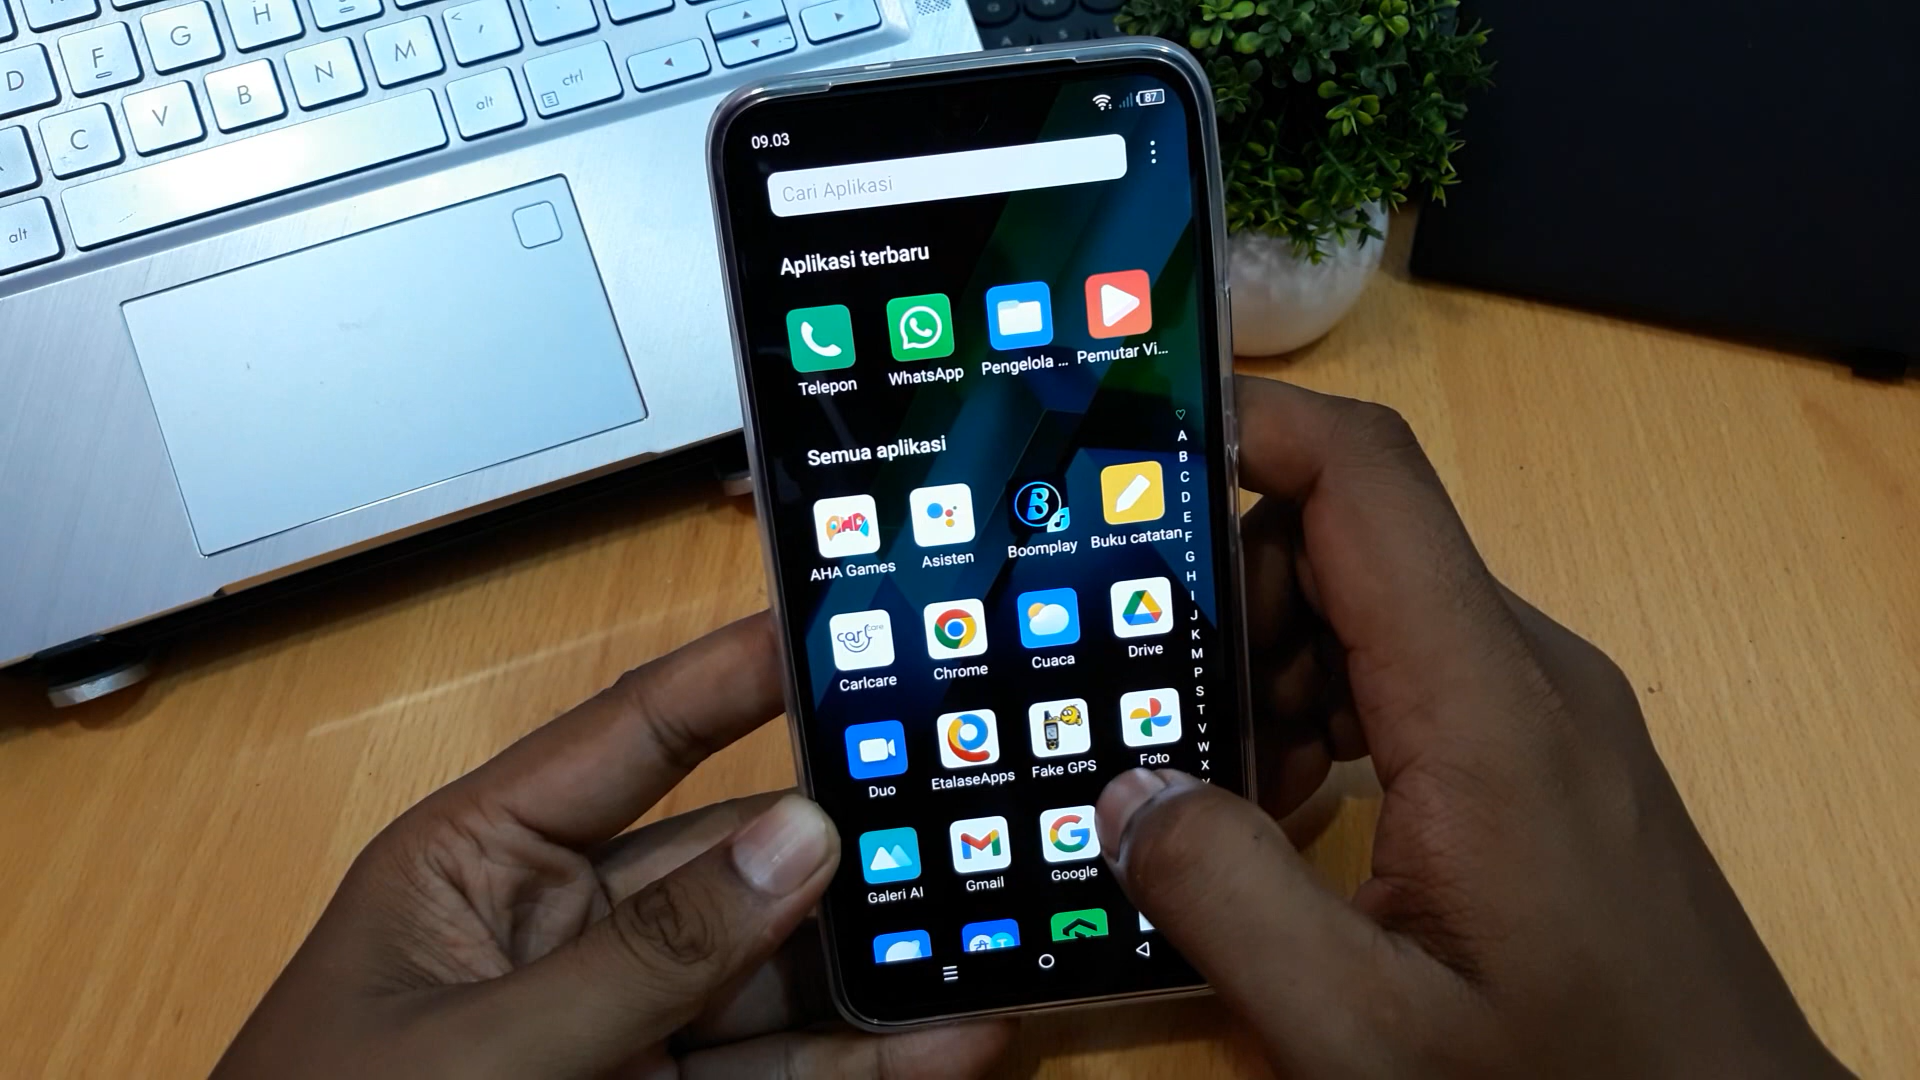 G H
D F M
C V B N alt ctrl
alt
09.03 87
Cari Aplikasi
Aplikasi terbaru
Telepon WhatsApp Pengelola ... Pemutar Vi...
Semua aplikasi
AHA Games Asisten Boomplay Buku catatan
Carlcare Chrome Cuaca Drive
Duo EtalaseApps Fake GPS Foto
Galeri AI Gmail Google
A
B
C
D
E
F
G
H
I
J
K
M
P
S
T
V
W
X